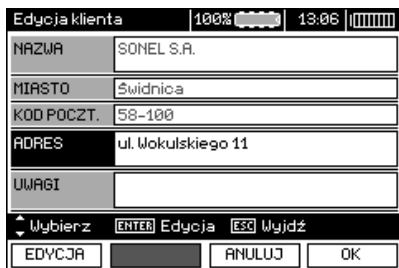 Edycja klienta 100% 13:06
NAZWA SONEL S.A.
MIASTO Świdnica
KOD POCZT. 58-100
ADRES ul. Wokulskiego 11
UWAGI
Wybierz ENTER Edycja ESC Wyjdź
EDYCJA ANULUJ OK